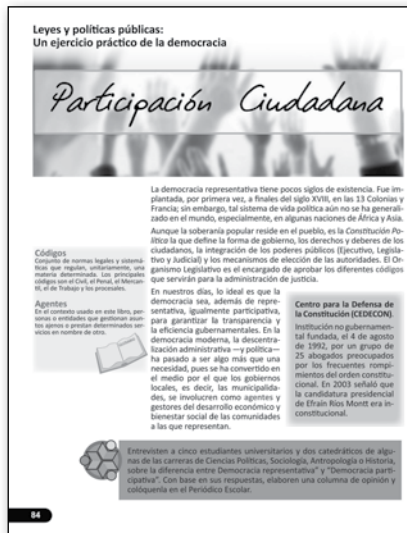 Leyes y políticas públicas:
Un ejercicio práctico de la democracia
Participación Ciudadana
La democracia representativa tiene pocos siglos de existencia. Fue im-
plantada, por primera vez, a finales del siglo XVIII, en las 13 Colonias y
Francia; sin embargo, tal sistema de vida política aún no se ha generali-
zado en el mundo, especialmente, en algunas naciones de África y Asia.
Aunque la soberanía popular reside en el pueblo, es la Constitución Po-
lítica la que define la forma de gobierno, los derechos y deberes de los
ciudadanos, la integración de los poderes públicos (Ejecutivo, Legisla-
tivo y Judicial) y los mecanismos de elección de las autoridades. El Or-
ganismo Legislativo es el encargado de aprobar los diferentes códigos
que servirán para la administración de justicia.
Códigos
Conjunto de normas legales y sistemá-
ticas que regulan, unitariamente, una
materia determinada. Los principales
códigos son el Civil, el Penal, el Mercan-
til, el de Trabajo y los procesales.
Agentes
En el contexto usado en este libro, per-
sonas o entidades que gestionan asun-
tos ajenos o prestan determinados ser-
vicios en nombre de otro.
En nuestros días, lo ideal es que la
democracia sea, además de repre-
sentativa, igualmente participativa,
para garantizar la transparencia y
la eficiencia gubernamentales. En la
democracia moderna, la descentra-
lización administrativa —y política—
ha pasado a ser algo más que una
necesidad, pues se ha convertido en
el medio por el que los gobiernos
locales, es decir, las municipalida-
des, se involucren como agentes y
gestores del desarrollo económico y
bienestar social de las comunidades
a las que representan.
Centro para la Defensa de
la Constitución (CEDECON).
Institución no gubernamen-
tal fundada, el 4 de agosto
de 1992, por un grupo de
25 abogados preocupados
por los frecuentes rompi-
mientos del orden constitu-
cional. En 2003 señaló que
la candidatura presidencial
de Efraín Ríos Montt era in-
constitucional.
Entrevisten a cinco estudiantes universitarios y dos catedráticos de algu-
nas de las carreras de Ciencias Políticas, Sociología, Antropología o Historia,
sobre la diferencia entre Democracia representativa" y "Democracia parti-
cipativa". Con base en sus respuestas, elaboren una columna de opinión y
colóquenla en el Periódico Escolar.
84